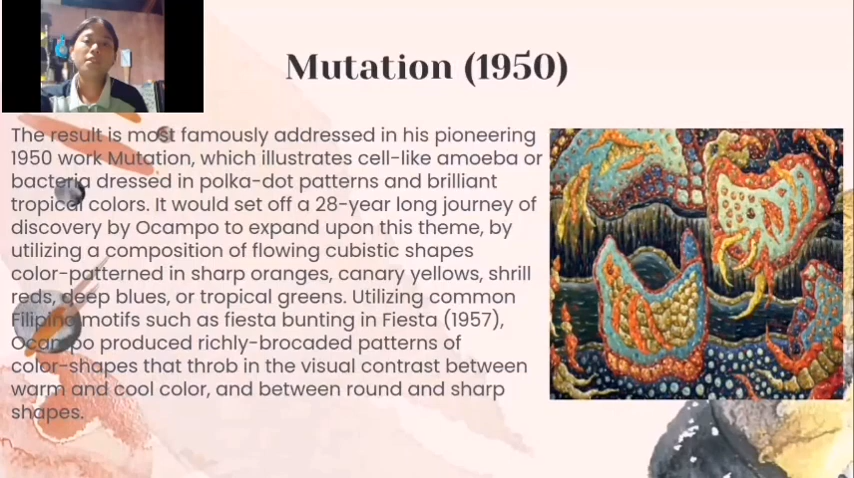 Mutation (1950)
The result is most famously addressed in his pioneering
1950 work Mutation, which illustrates cell-like amoeba or
bacteria dressed in polka-dot patterns and brilliant
tropical colors. It would set off a 28-year long journey of
discovery by Ocampo to expand upon this theme, by
utilizing a composition of flowing cubistic shapes
color-patterned in sharp oranges, canary yellows, shrill
reds, deep blues, or tropical greens. Utilizing common
Filipino motifs such as fiesta bunting in Fiesta (1957),
Ocampo produced richly-brocaded patterns of
color-shapes that throb in the visual contrast between
warm and cool color, and between round and sharp
shapes.